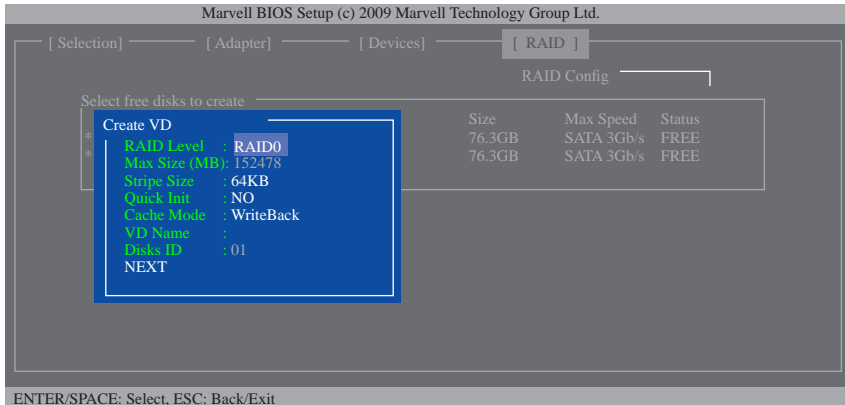 Marvell BIOS Setup (c) 2009 Marvell Technology Group Ltd.
[ Selection] [ Adapter] [ Devices] [ RAID ]
RAID Config
Select free disks to create
Size Max Speed Status
* 76.3GB SATA 3Gb/s FREE
* 76.3GB SATA 3Gb/s FREE
Create VD
RAID Level : RAID0
Max Size (MB): 152478
Stripe Size : 64KB
Quick Init : NO
Cache Mode : WriteBack
VD Name :
Disks ID : 01
NEXT
ENTER/SPACE: Select, ESC: Back/Exit